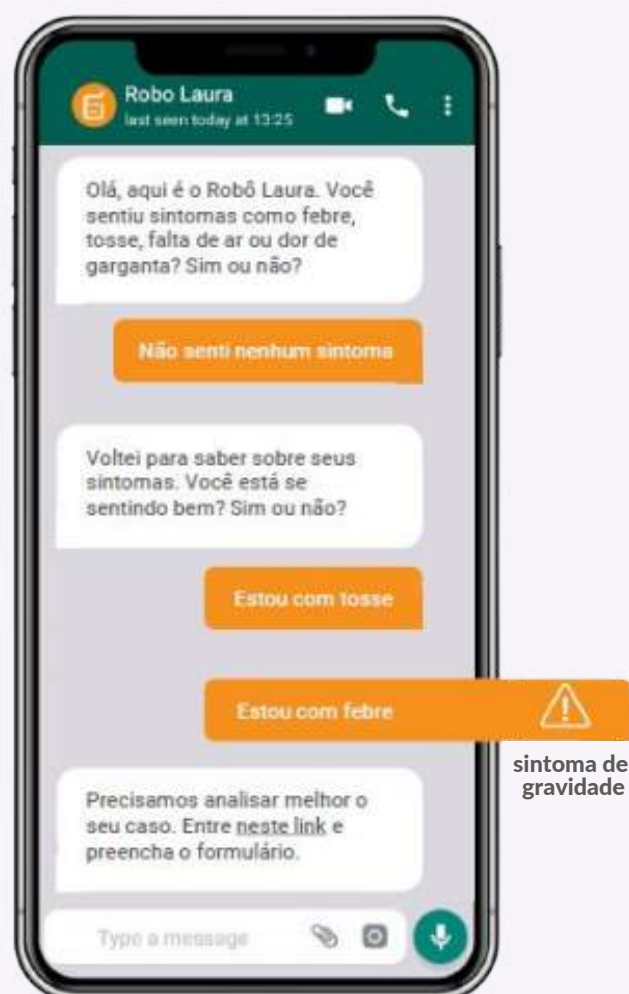 Robo Laura
last seen today at 13:25
Olá, aqui é o Robô Laura. Você
sentiu sintomas como febre,
tosse, falta de ar ou dor de
garganta? Sim ou não?
Não senti nenhum sintoma
Voltei para saber sobre seus
sintomas. Você está se
sentindo bem? Sim ou não?
Estou com tosse
Estou com febre
sintoma de
gravidade
Precisamos analisar melhor o
seu caso. Entre neste link e
preencha o formulário.
Type a message